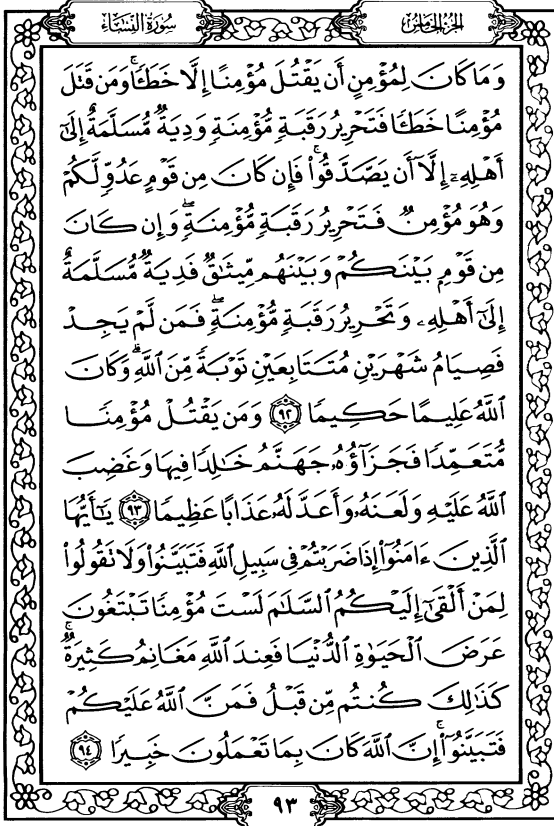 الجزء الخامس
سورة النساء
وَمَا كَانَ لِمُؤْمِنٍ أَن يَقْتُلَ مُؤْمِنًا إِلَّا خَطَـًٔا ۚ وَمَن قَتَلَ
مُؤْمِنًا خَطَـًٔا فَتَحْرِيرُ رَقَبَةٍ مُّؤْمِنَةٍ وَدِيَةٌ مُّسَلَّمَةٌ إِلَىٰٓ
أَهْلِهِۦٓ إِلَّآ أَن يَصَّدَّقُوا۟ ۚ فَإِن كَانَ مِن قَوْمٍ عَدُوٍّ لَّكُمْ
وَهُوَ مُؤْمِنٌ فَتَحْرِيرُ رَقَبَةٍ مُّؤْمِنَةٍ ۖ وَإِن كَانَ
مِن قَوْمٍۭ بَيْنَكُمْ وَبَيْنَهُم مِّيثَـٰقٌ فَدِيَةٌ مُّسَلَّمَةٌ
إِلَىٰٓ أَهْلِهِۦ وَتَحْرِيرُ رَقَبَةٍ مُّؤْمِنَةٍ ۖ فَمَن لَّمْ يَجِدْ
فَصِيَامُ شَهْرَيْنِ مُتَتَابِعَيْنِ تَوْبَةً مِّنَ ٱللَّهِ ۗ وَكَانَ
ٱللَّهُ عَلِيمًا حَكِيمًا ٩٢ وَمَن يَقْتُلْ مُؤْمِنًا
مُّتَعَمِّدًا فَجَزَآؤُهُۥ جَهَنَّمُ خَـٰلِدًا فِيهَا وَغَضِبَ
ٱللَّهُ عَلَيْهِ وَلَعَنَهُۥ وَأَعَدَّ لَهُۥ عَذَابًا عَظِيمًا ٩٣ يَـٰٓأَيُّهَا
ٱلَّذِينَ ءَامَنُوٓا۟ إِذَا ضَرَبْتُمْ فِى سَبِيلِ ٱللَّهِ فَتَبَيَّنُوا۟ وَلَا تَقُولُوا۟
لِمَنْ أَلْقَىٰٓ إِلَيْكُمُ ٱلسَّلَـٰمَ لَسْتَ مُؤْمِنًا تَبْتَغُونَ
عَرَضَ ٱلْحَيَوٰةِ ٱلدُّنْيَا فَعِندَ ٱللَّهِ مَغَانِمُ كَثِيرَةٌ ۚ
كَذَٰلِكَ كُنتُم مِّن قَبْلُ فَمَنَّ ٱللَّهُ عَلَيْكُمْ
فَتَبَيَّنُوٓا۟ ۚ إِنَّ ٱللَّهَ كَانَ بِمَا تَعْمَلُونَ خَبِيرًا ٩٤
٩٣